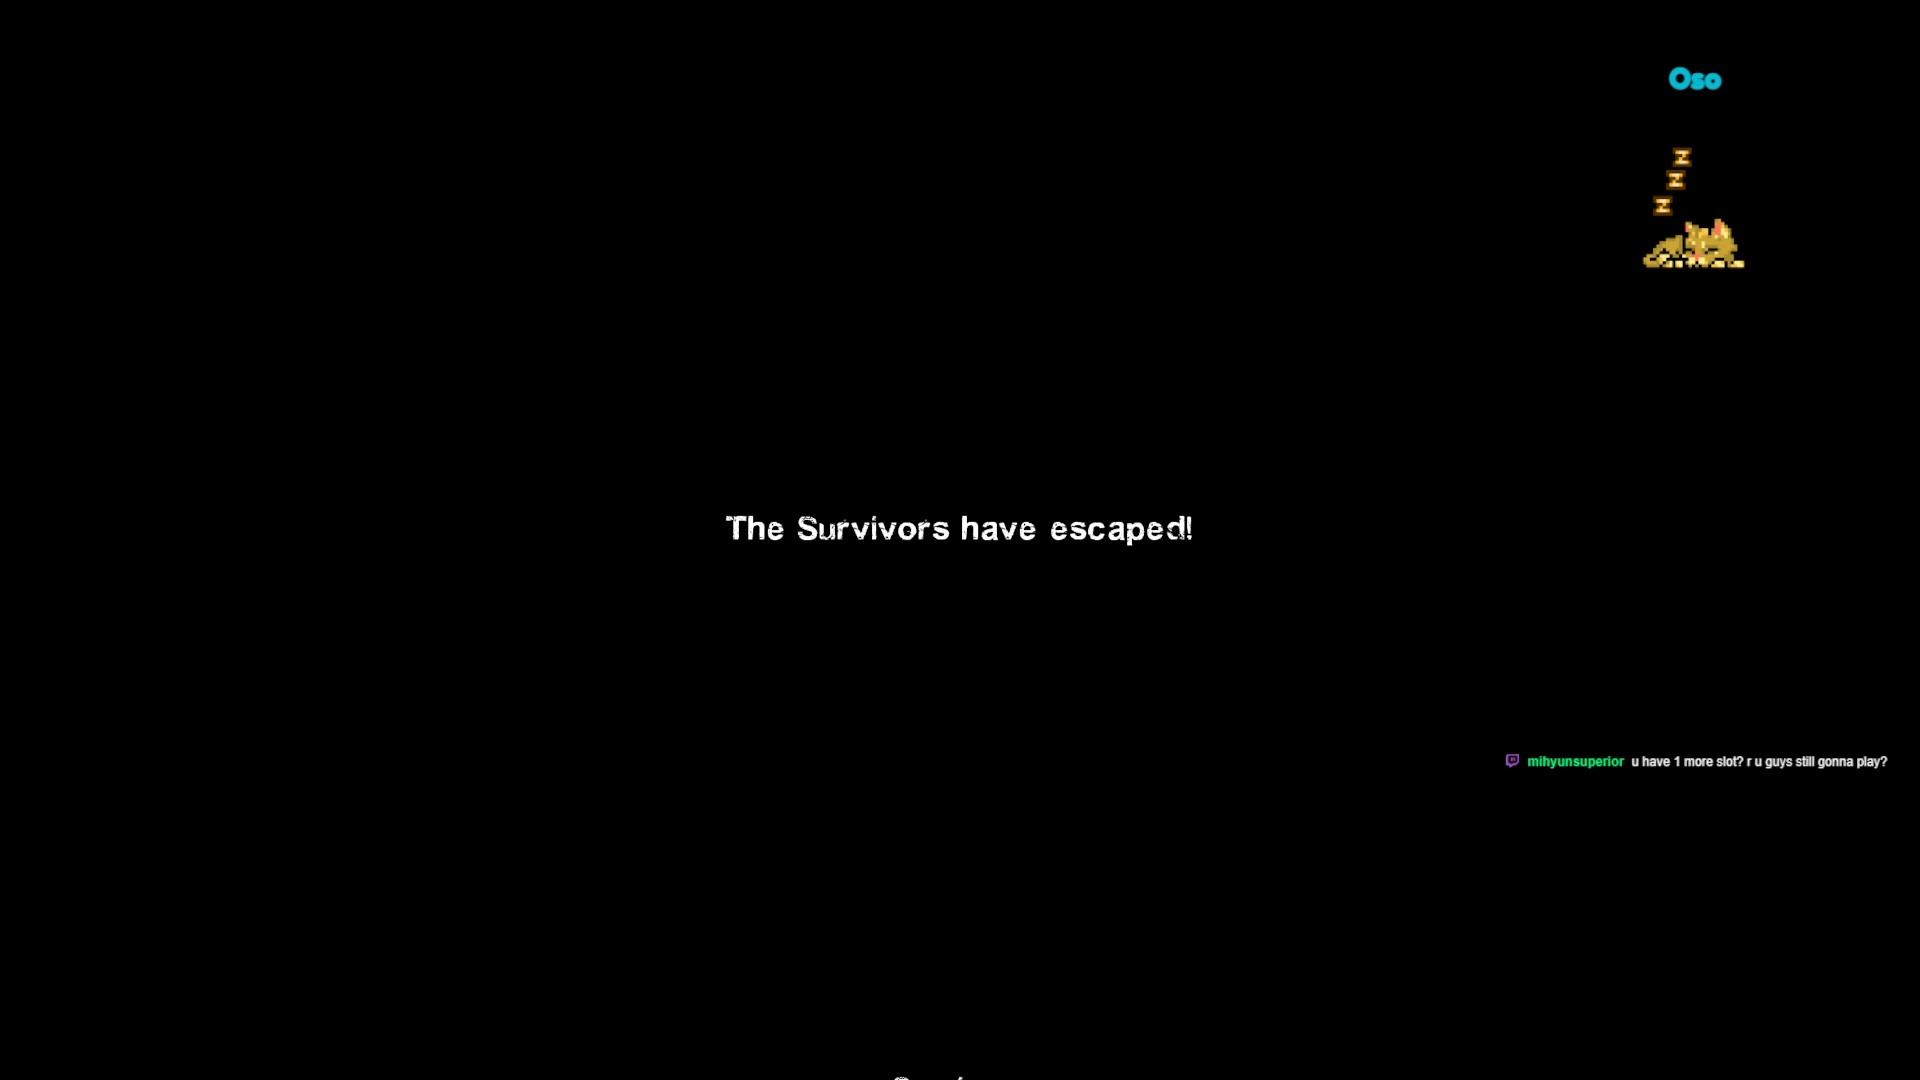 Oso
z
z
z
The Survivors have escaped!
mihyunsuperior u have 1 more slot? r u guys still gonna play?